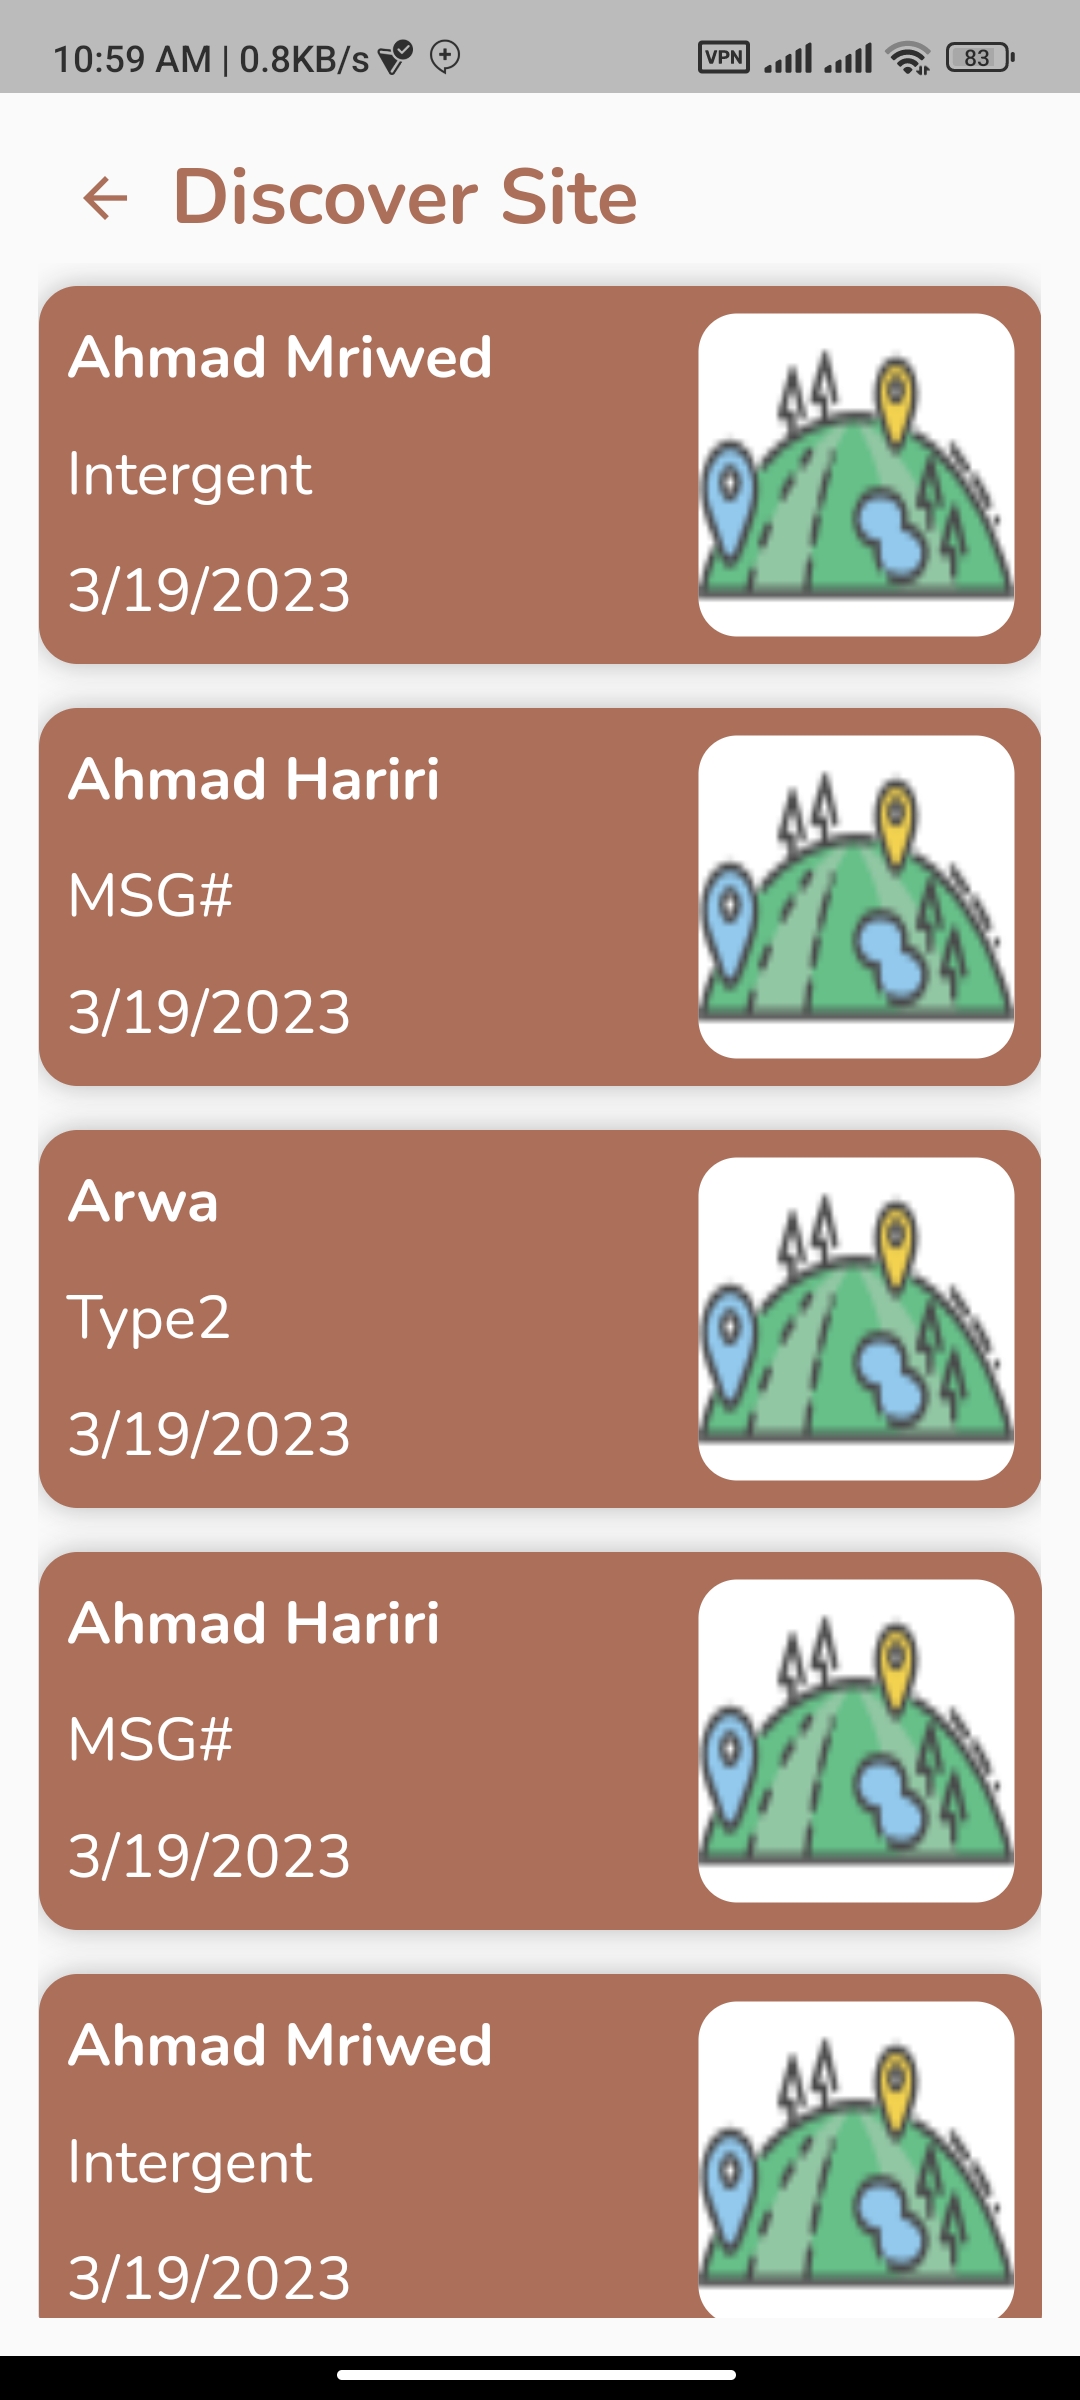 10:59 AM | 0.8KB/s VPN 83
Discover Site
Ahmad Mriwed
Intergent
3/19/2023
Ahmad Hariri
MSG#
3/19/2023
Arwa
Type2
3/19/2023
Ahmad Hariri
MSG#
3/19/2023
Ahmad Mriwed
Intergent
3/19/2023